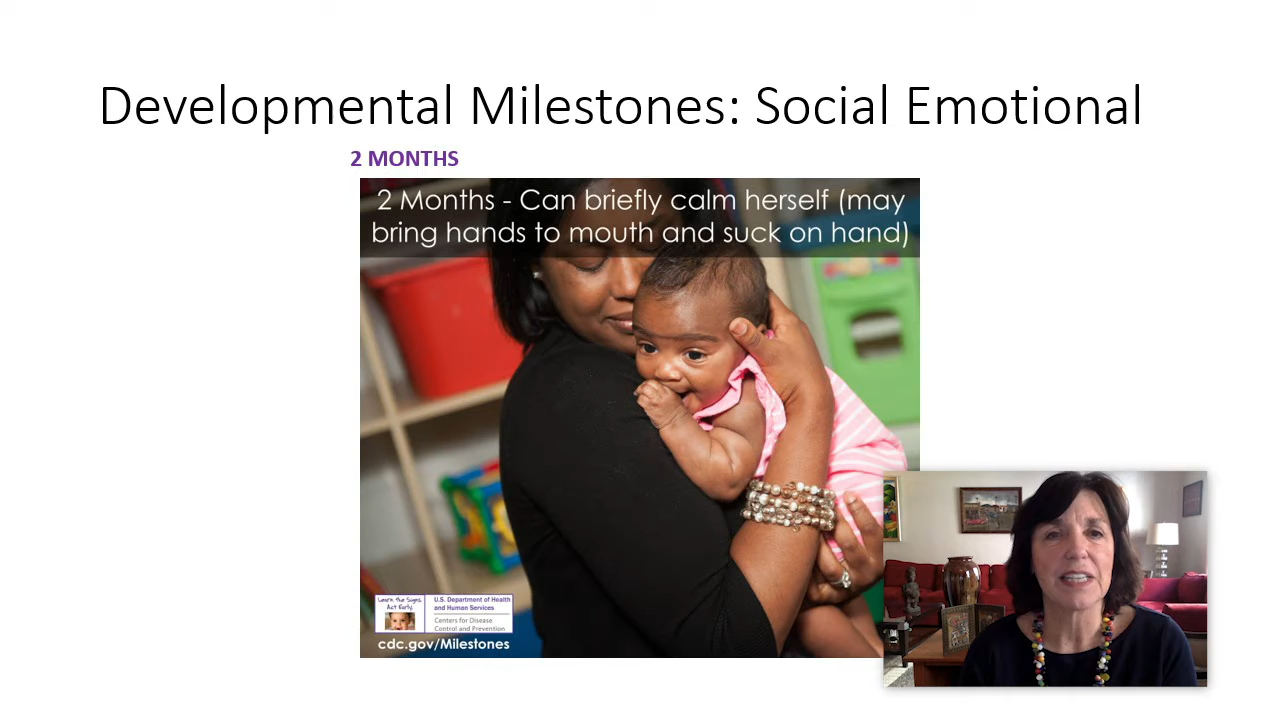 Developmental Milestones: Social Emotional
2 MONTHS
2 Months - Can briefly calm herself (may
bring hands to mouth and suck on hand)
Learn the Signs.
Act Early.
U.S. Department of Health
and Human Services
Centers for Disease
Control and Prevention
cdc.gov/Milestones